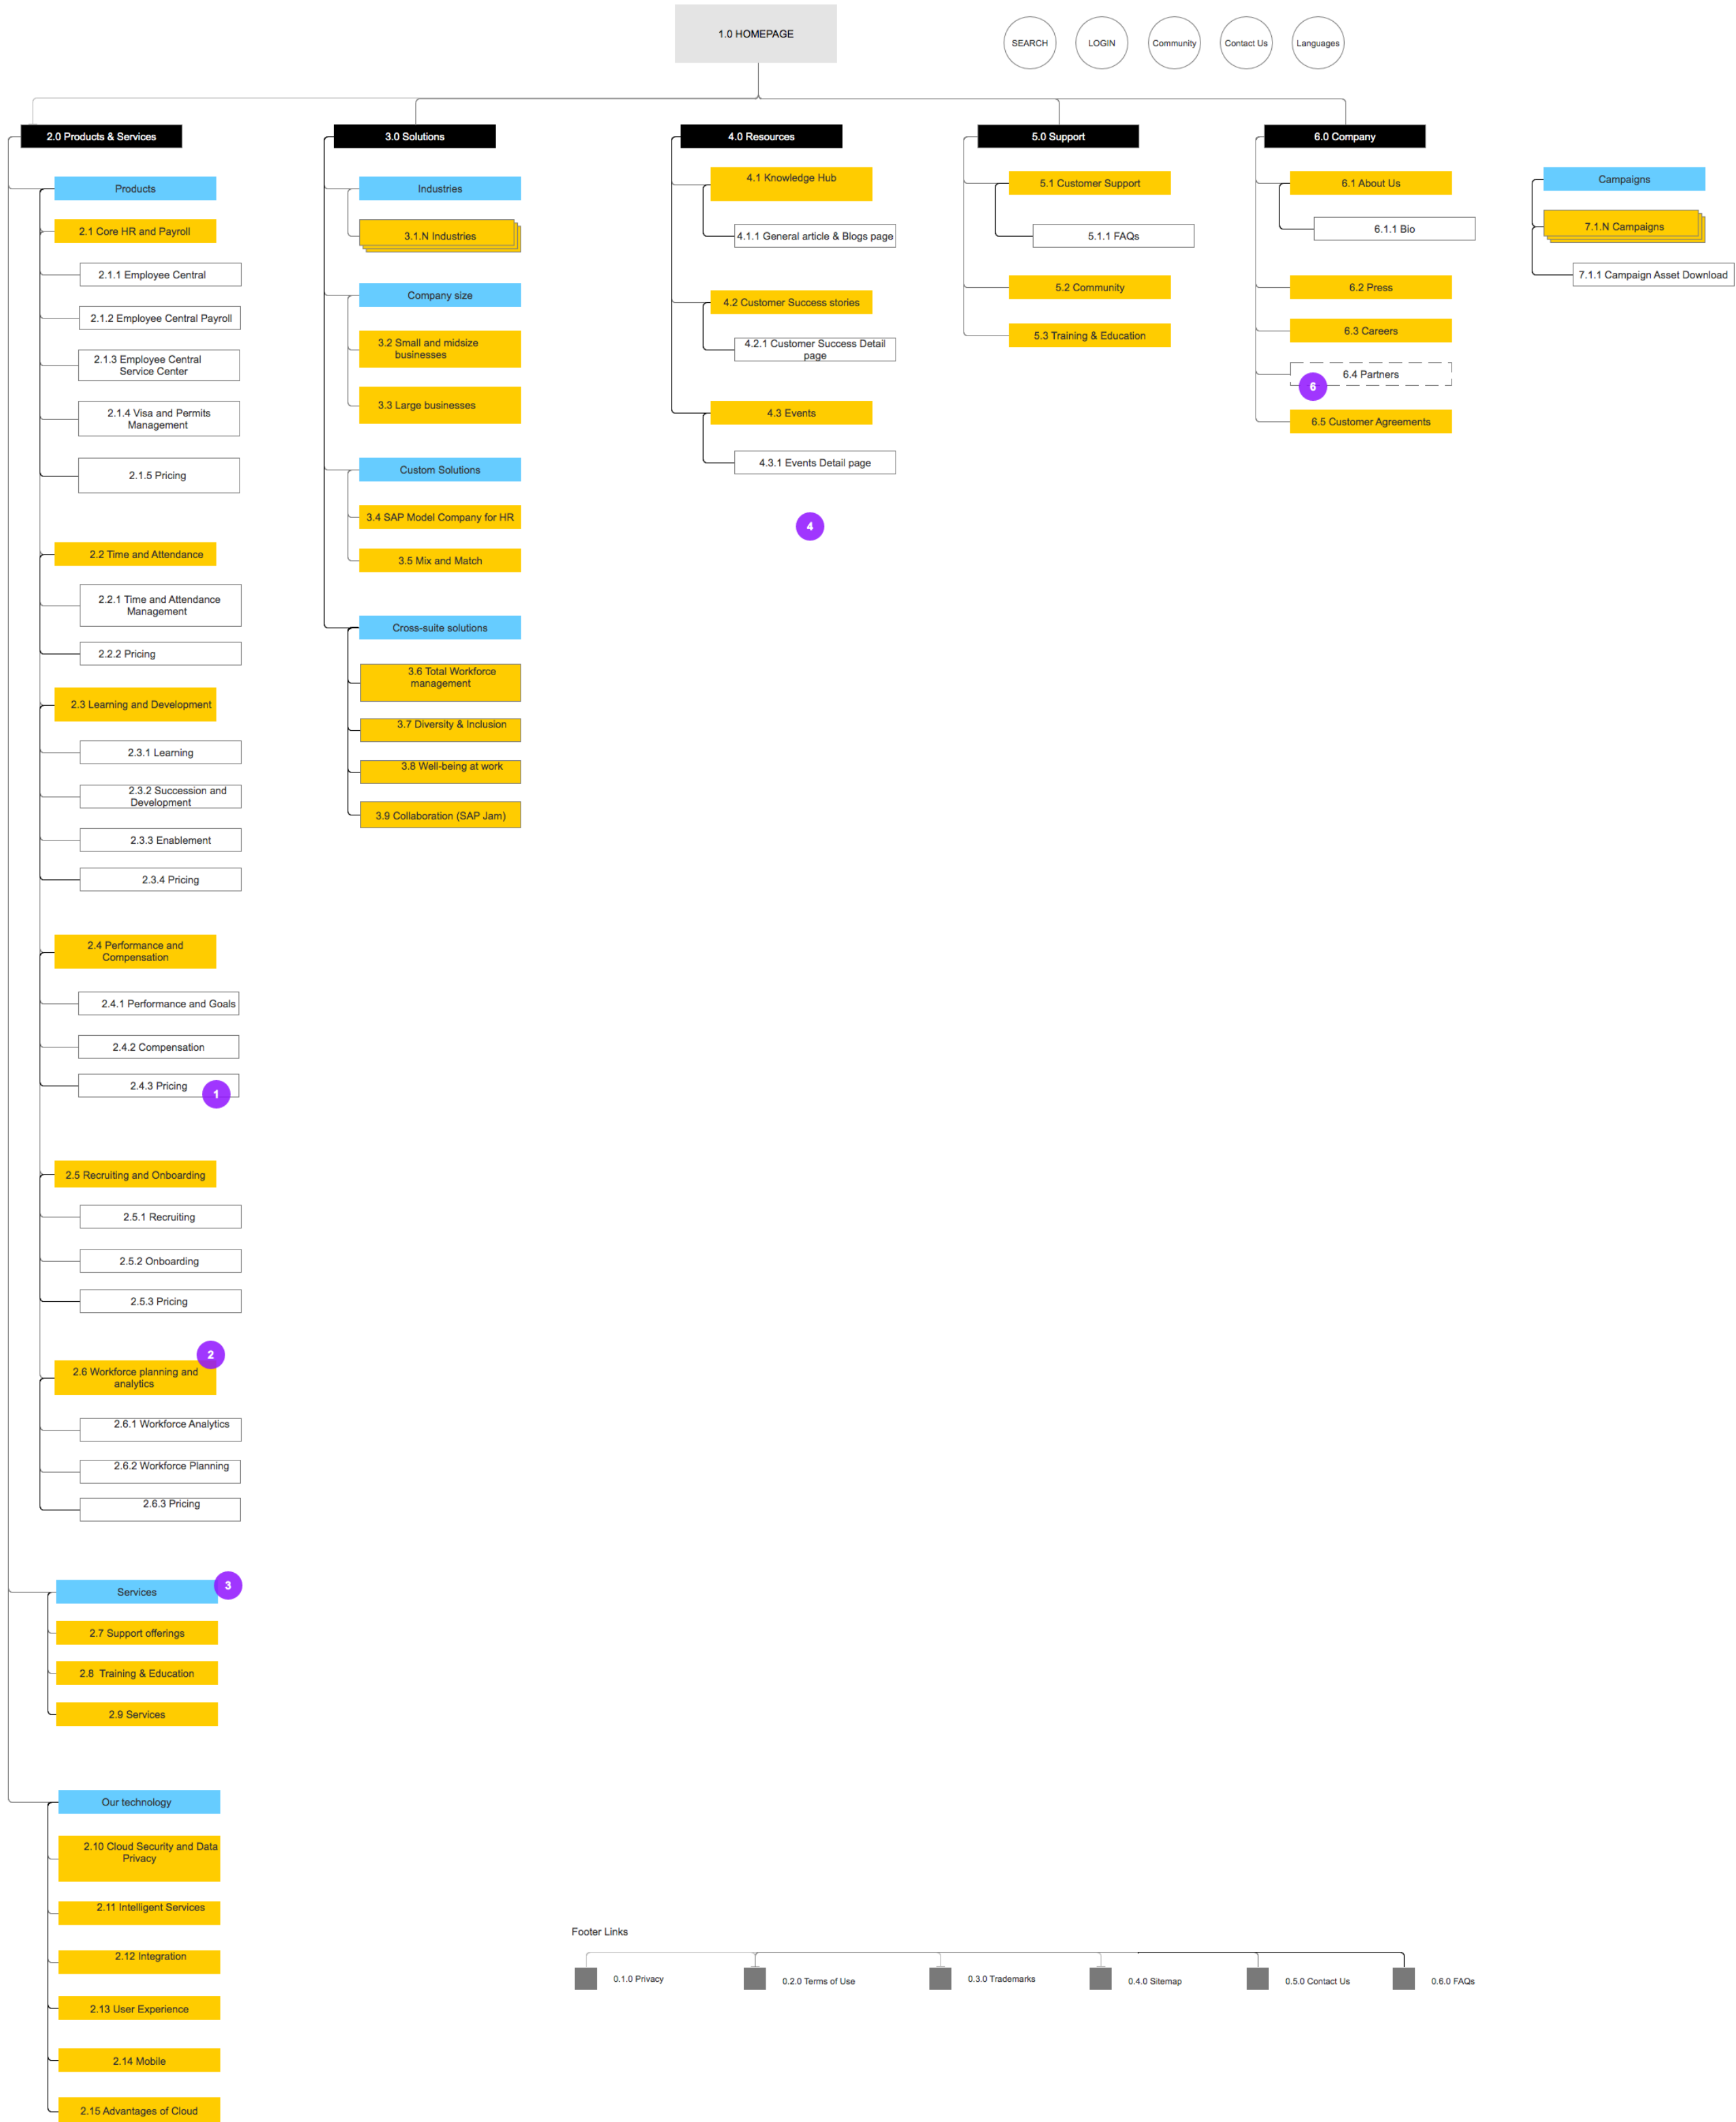 1.0 HOMEPAGE
SEARCH
LOGIN
Community
Contact Us
Languages
2.0 Products & Services
Products
2.1 Core HR and Payroll
2.1.1 Employee Central
2.1.2 Employee Central Payroll
2.1.3 Employee Central
Service Center
2.1.4 Visa and Permits
Management
2.1.5 Pricing
2.2 Time and Attendance
2.2.1 Time and Attendance
Management
2.2.2 Pricing
2.3 Learning and Development
2.3.1 Learning
2.3.2 Succession and
Development
2.3.3 Enablement
2.3.4 Pricing
2.4 Performance and
Compensation
2.4.1 Performance and Goals
2.4.2 Compensation
2.4.3 Pricing
1
2.5 Recruiting and Onboarding
2.5.1 Recruiting
2.5.2 Onboarding
2.5.3 Pricing
2
2.6 Workforce planning and
analytics
2.6.1 Workforce Analytics
2.6.2 Workforce Planning
2.6.3 Pricing
Services
3
2.7 Support offerings
2.8 Training & Education
2.9 Services
Our technology
2.10 Cloud Security and Data
Privacy
2.11 Intelligent Services
2.12 Integration
2.13 User Experience
2.14 Mobile
2.15 Advantages of Cloud
3.0 Solutions
Industries
3.1.N Industries
Company size
3.2 Small and midsize
businesses
3.3 Large businesses
Custom Solutions
3.4 SAP Model Company for HR
3.5 Mix and Match
Cross-suite solutions
3.6 Total Workforce
management
3.7 Diversity & Inclusion
3.8 Well-being at work
3.9 Collaboration (SAP Jam)
4.0 Resources
4.1 Knowledge Hub
4.1.1 General article & Blogs page
4.2 Customer Success stories
4.2.1 Customer Success Detail
page
4.3 Events
4.3.1 Events Detail page
4
5.0 Support
5.1 Customer Support
5.1.1 FAQs
5.2 Community
5.3 Training & Education
6.0 Company
6.1 About Us
6.1.1 Bio
6.2 Press
6.3 Careers
6.4 Partners
6
6.5 Customer Agreements
Campaigns
7.1.N Campaigns
7.1.1 Campaign Asset Download
Footer Links
0.1.0 Privacy
0.2.0 Terms of Use
0.3.0 Trademarks
0.4.0 Sitemap
0.5.0 Contact Us
0.6.0 FAQs